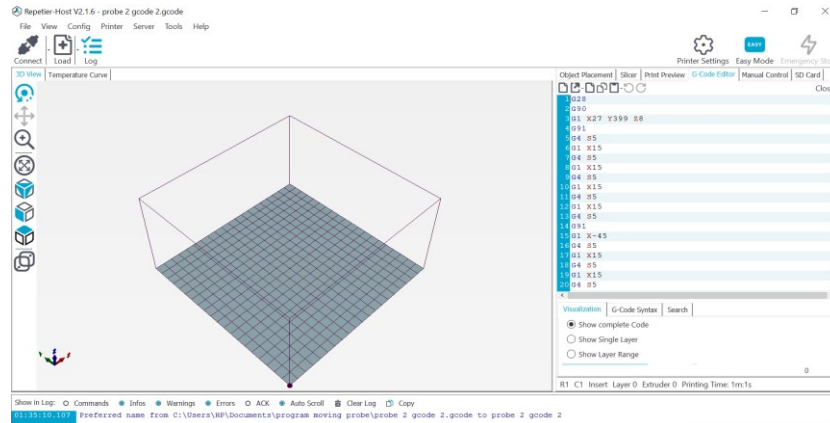 Repetier-Host V2.1.6 - probe 2 gcode 2.gcode
File View Config Printer Server Tools Help
Connect Load Log Printer Settings Easy Mode Emergency Sto
EASY
3D View Temperature Curve
Object Placement Slicer Print Preview G-Code Editor Manual Control SD Card
Clos
1 G28
2 G90
3 G1 X27 Y399 Z8
4 G91
5 G4 S5
6 G1 X15
7 G4 S5
8 G1 X15
9 G4 S5
10 G1 X15
11 G4 S5
12 G1 X15
13 G4 S5
14 G91
15 G1 X-45
16 G4 S5
17 G1 X15
18 G4 S5
19 G1 X15
20 G4 S5
Visualization G-Code Syntax Search
Show complete Code
Show Single Layer
Show Layer Range
0
R1 C1 Insert Layer 0 Extruder 0 Printing Time: 1m:1s
Show in Log: Commands Infos Warnings Errors ACK Auto Scroll Clear Log Copy
01:35:10.107 Preferred name from C:\Users\HP\Documents\program moving probe\probe 2 gcode 2.gcode to probe 2 gcode 2